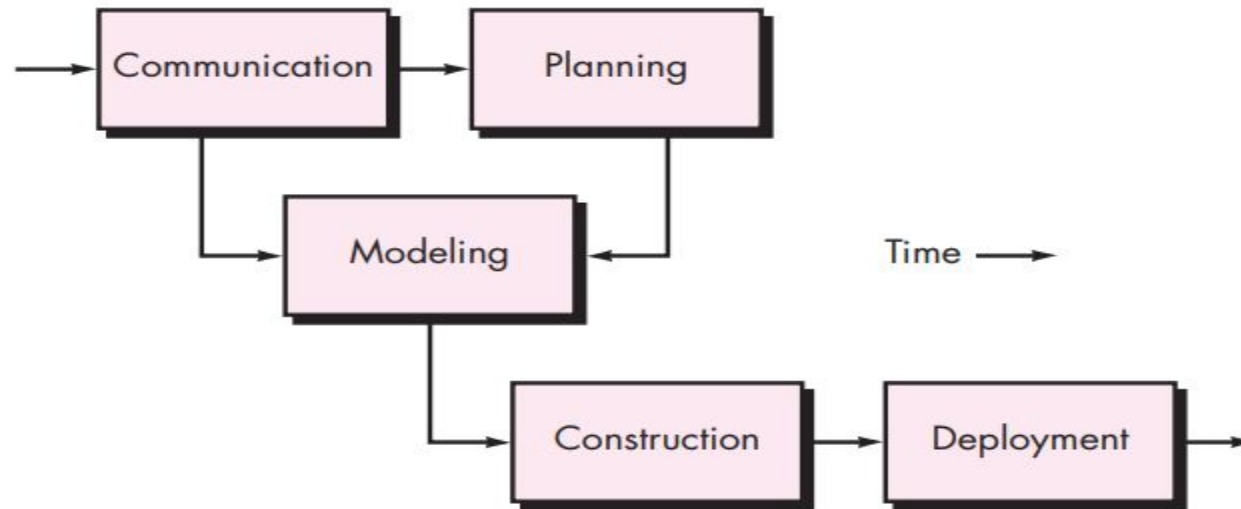 Communication
Planning
Modeling
Time
Construction
Deployment